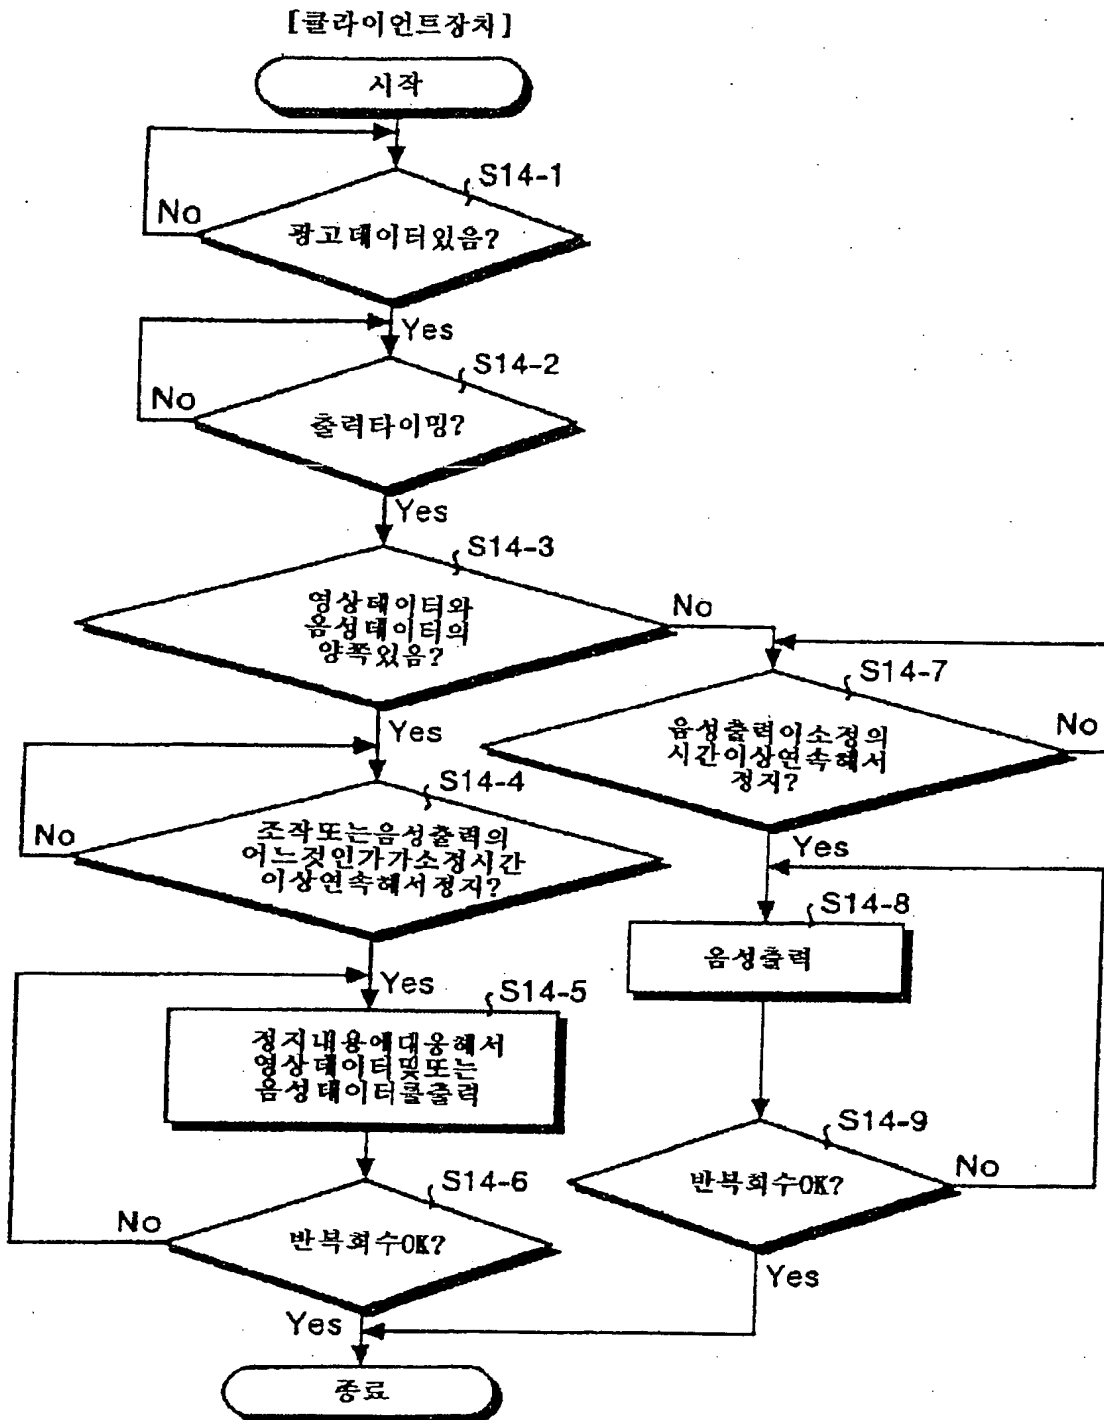 [클라이언트장치]
시작
S14-1
No
광고데이터있음?
Yes
S14-2
No
출력타이밍?
Yes
S14-3
영상데이터와
음성데이터의
양쪽있음?
No
Yes
S14-7
음성출력이소정의
시간이상연속해서
정지?
No
Yes
S14-4
No
조작또는음성출력의
어느것인가가소정시간
이상연속해서정지?
Yes
S14-8
음성출력
S14-5
정지내용에대응해서
영상데이터및또는
음성데이터를출력
S14-9
반복회수OK?
No
Yes
S14-6
No
반복회수OK?
Yes
종료